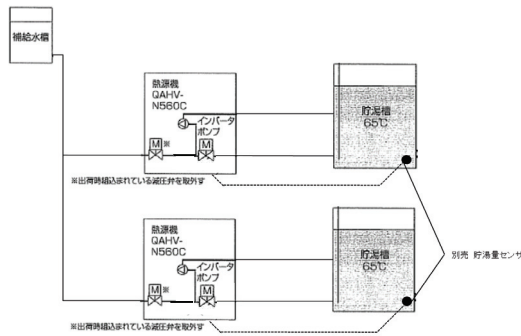 補給水槽
熱源機
QAHV-
N560C
インバータ
ポンプ
M
※
M
貯湯槽
65℃
※出荷時組込まれている減圧弁を取外す
別売 貯湯量センサ
熱源機
QAHV-
N560C
インバータ
ポンプ
M
※
M
貯湯槽
65℃
※出荷時組込まれている減圧弁を取外す